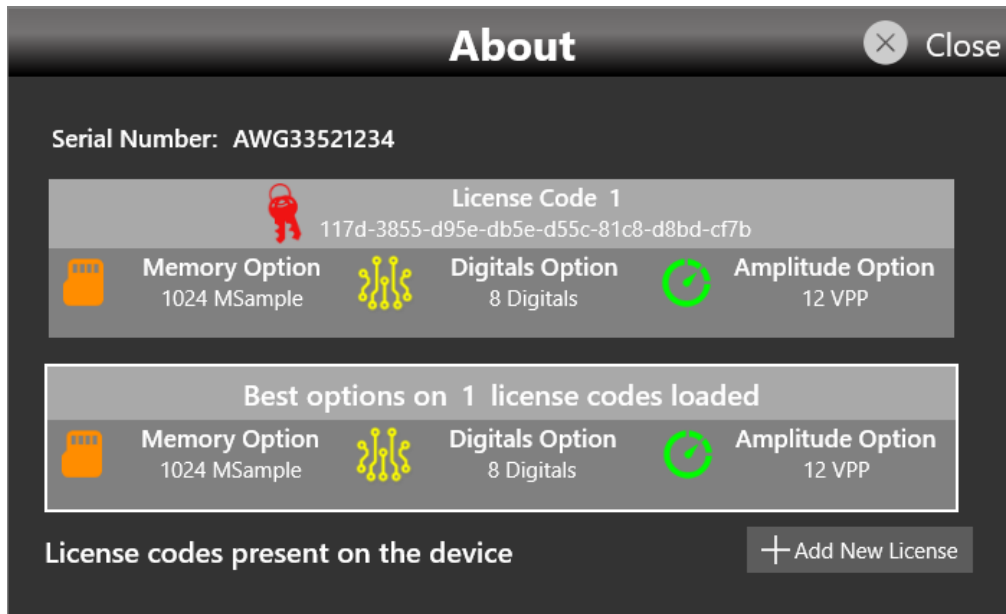 About
Close
Serial Number: AWG33521234
License Code 1
117d-3855-d95e-db5e-d55c-81c8-d8bd-cf7b
Memory Option Digitals Option Amplitude Option
1024 MSample 8 Digitals 12 VPP
Best options on 1 license codes loaded
Memory Option Digitals Option Amplitude Option
1024 MSample 8 Digitals 12 VPP
License codes present on the device
Add New License